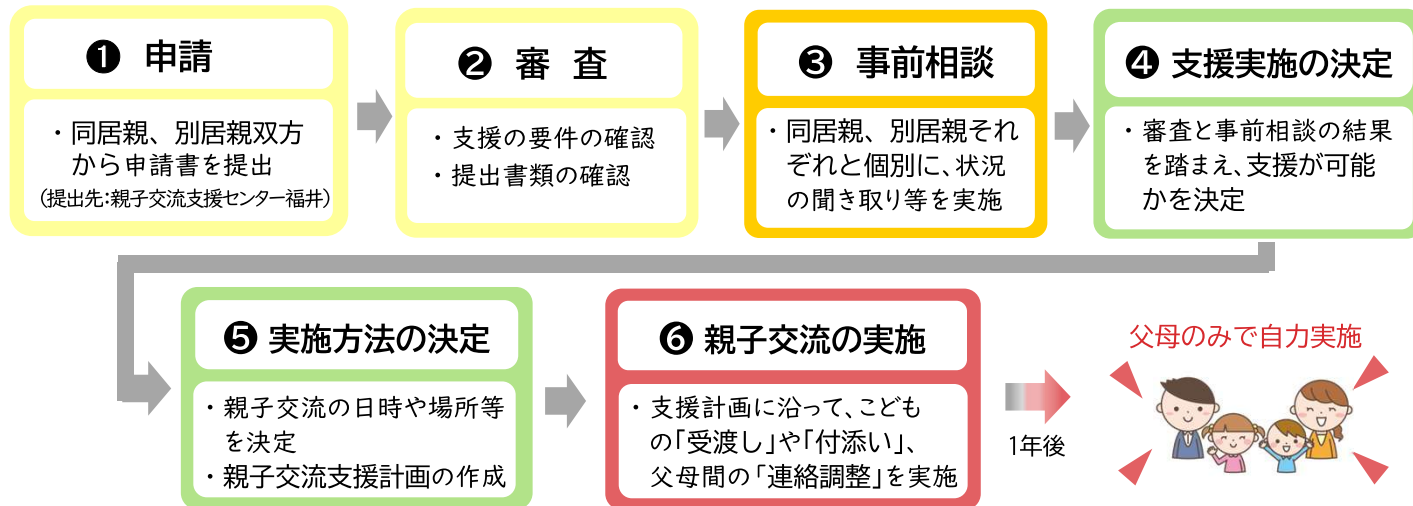 ❶ 申請
・同居親、別居親双方
から申請書を提出
(提出先:親子交流支援センター福井)
❷ 審 査
・支援の要件の確認
・提出書類の確認
❸ 事前相談
・同居親、別居親それ
ぞれと個別に、状況
の聞き取り等を実施
❹ 支援実施の決定
・審査と事前相談の結果
を踏まえ、支援が可能
かを決定
❺ 実施方法の決定
・親子交流の日時や場所等
を決定
・親子交流支援計画の作成
❻ 親子交流の実施
・支援計画に沿って、こども
の「受渡し」や「付添い」、
父母間の「連絡調整」を実施
1年後
父母のみで自力実施